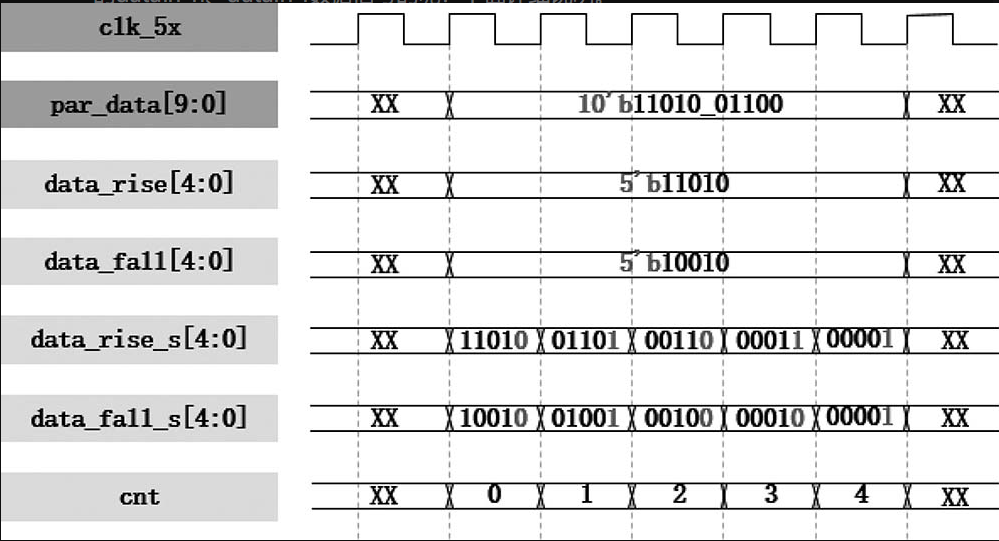 clk_5x
par_data[9:0] XX 10'b11010_01100 XX
data_rise[4:0] XX 5'b11010 XX
data_fall[4:0] XX 5'b10010 XX
data_rise_s[4:0] XX 11010 01101 00110 00011 00001 XX
data_fall_s[4:0] XX 10010 01001 00100 00010 00001 XX
cnt XX 0 1 2 3 4 XX